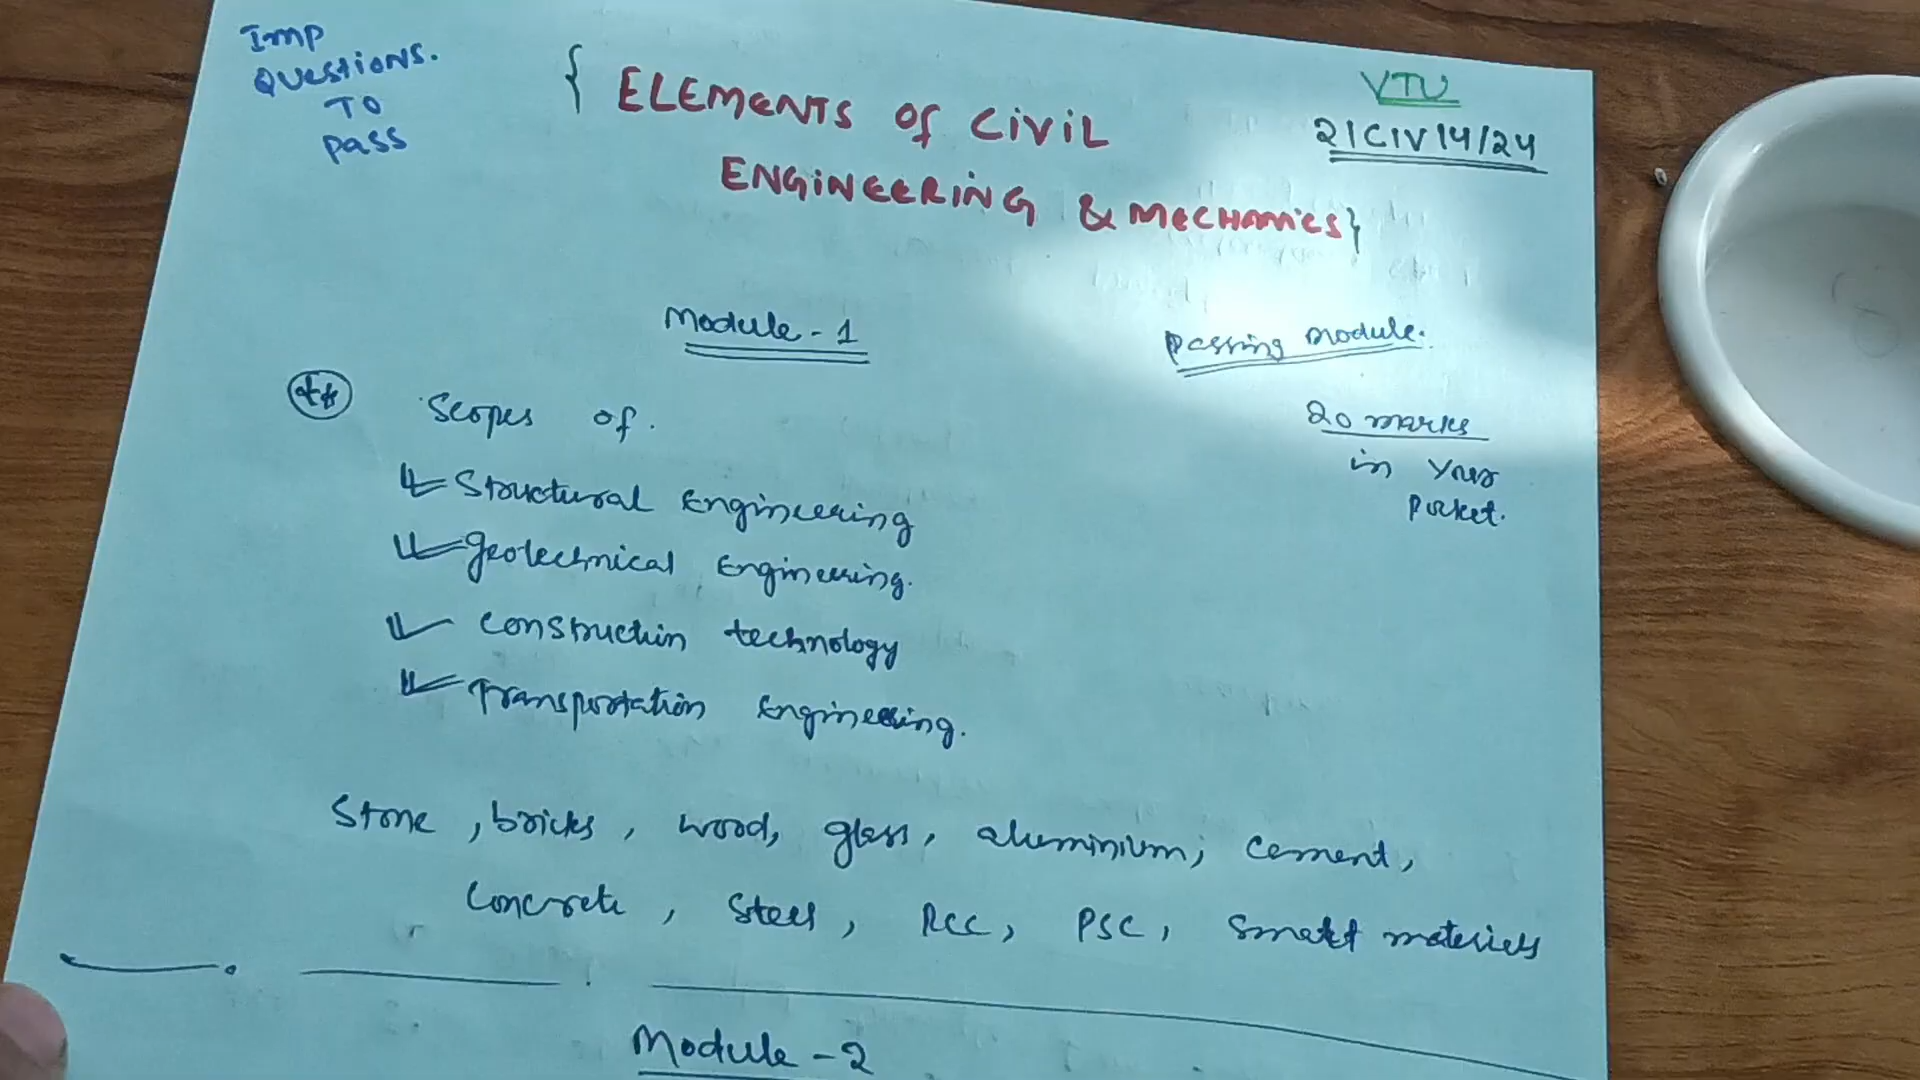 Imp
Questions.
TO
pass
{ ELEMENTS of CiViL
ENGiNEERiNG & MECHANiCS}
VTU
21CIV14/24
Module - 1
passing module.
20 marks
in your
pocket.
**
Scopes of.
Structural Engineering
geotechnical Engineering.
construction technology
Transportation Engineering.
Stone , bricks , wood, glass, aluminium, cement,
Concrete , Steel , RCC, PSC, Smart materials
Module - 2